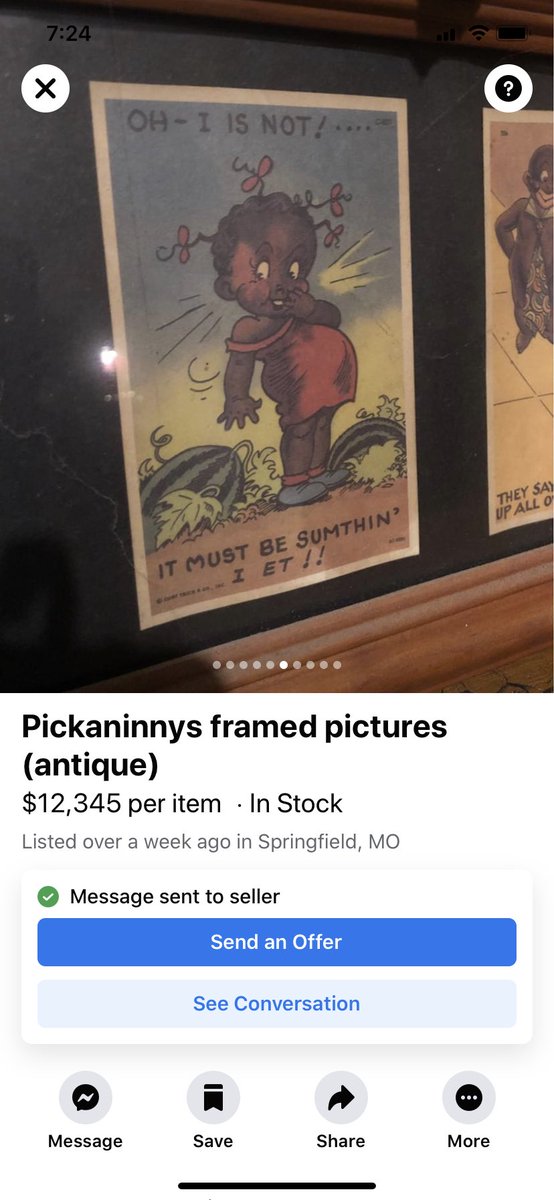 7:24
OH-I IS NOT!....
IT MUST BE SUMTHIN'
I ET!!
THEY SAY
UP ALL O
Pickaninnys framed pictures
(antique)
$12,345 per item · In Stock
Listed over a week ago in Springfield, MO
Message sent to seller
Send an Offer
See Conversation
Message
Save
Share
More